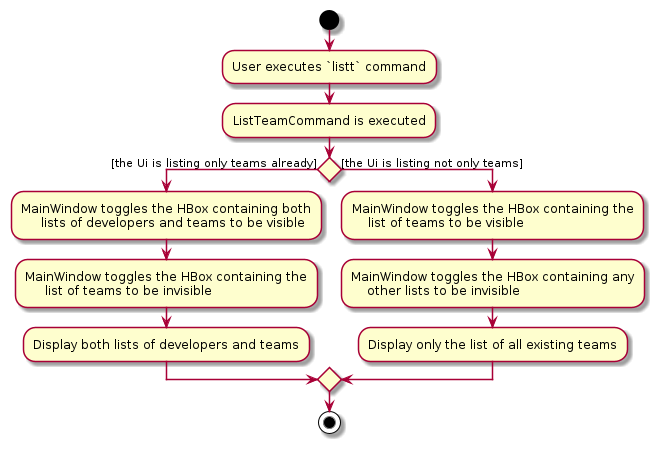 User executes `listt` command
ListTeamCommand is executed
[the Ui is listing only teams already]
[the Ui is listing not only teams]
MainWindow toggles the HBox containing both
lists of developers and teams to be visible
MainWindow toggles the HBox containing the
list of teams to be visible
MainWindow toggles the HBox containing the
list of teams to be invisible
MainWindow toggles the HBox containing any
other lists to be invisible
Display both lists of developers and teams
Display only the list of all existing teams